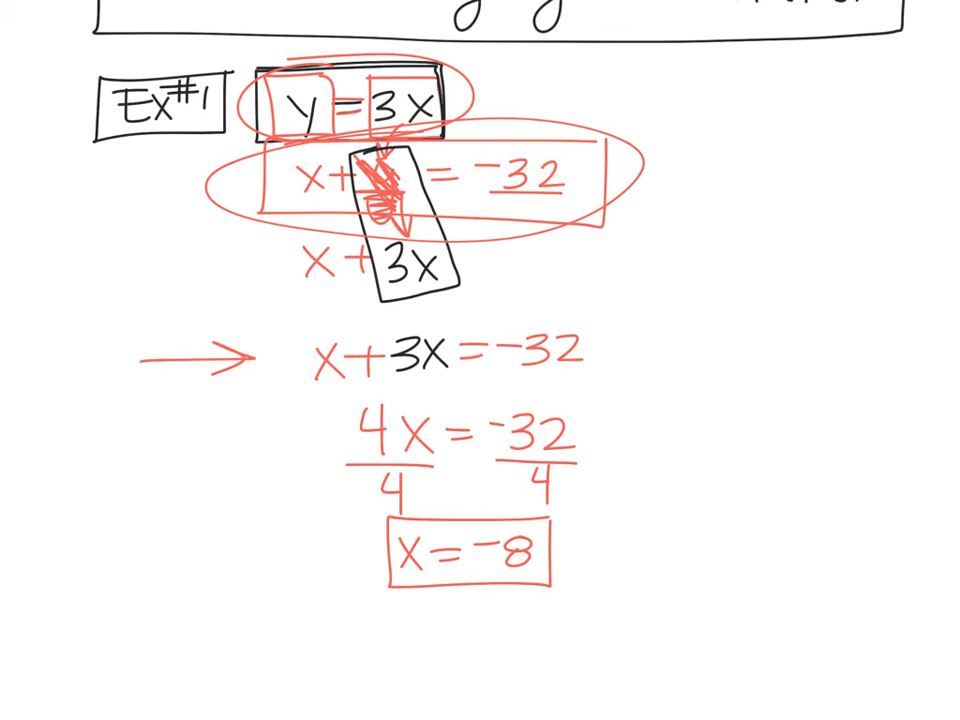 Ex#1 y = 3x
x+ = -32
x+3x
x+3x=-32
4x = -32
4 4
x=-8